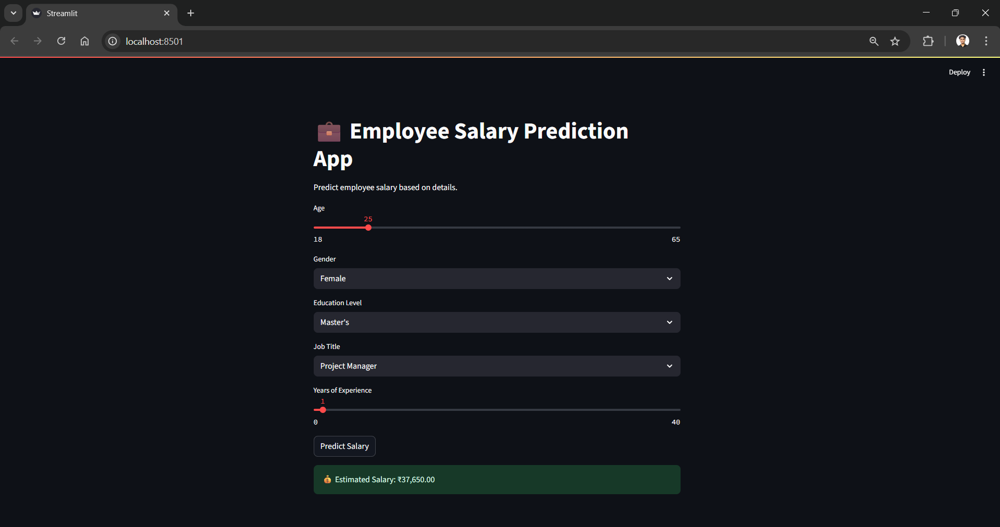 Streamlit
localhost:8501
Deploy
Employee Salary Prediction
App
Predict employee salary based on details.
Age
25
18 65
Gender
Female
Education Level
Master's
Job Title
Project Manager
Years of Experience
1
0 40
Predict Salary
Estimated Salary: ₹37,650.00